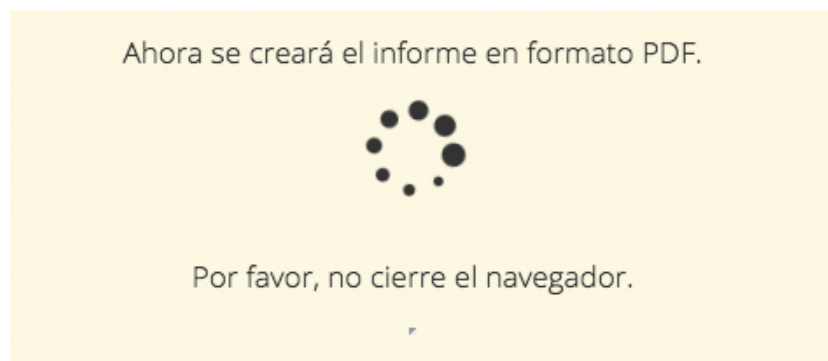 Ahora se creará el informe en formato PDF.
Por favor, no cierre el navegador.